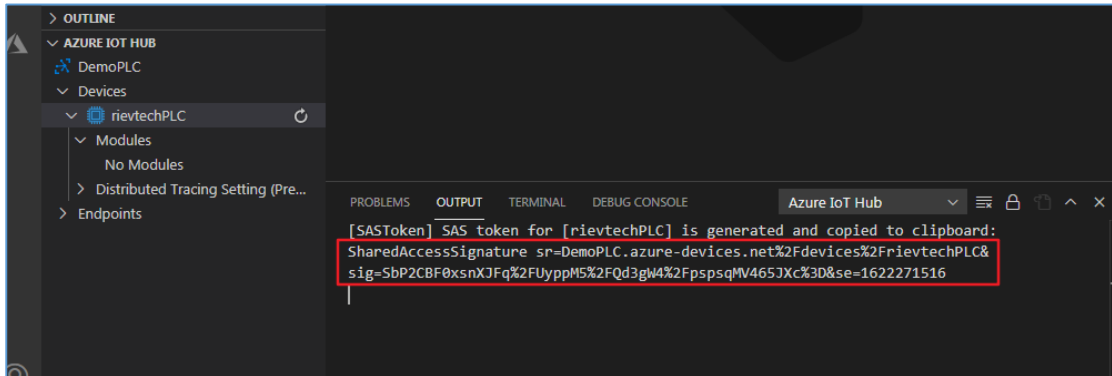 OUTLINE
AZURE IOT HUB
DemoPLC
Devices
rievtechPLC
Modules
No Modules
Distributed Tracing Setting (Pre...
Endpoints
PROBLEMS OUTPUT TERMINAL DEBUG CONSOLE Azure IoT Hub
[SASToken] SAS token for [rievtechPLC] is generated and copied to clipboard:
SharedAccessSignature sr=DemoPLC.azure-devices.net%2Fdevices%2FrievtechPLC&
sig=SbP2CBF0xsnXJFq%2FUyppM5%2FQd3gW4%2FpspsqMV465JXc%3D&se=1622271516